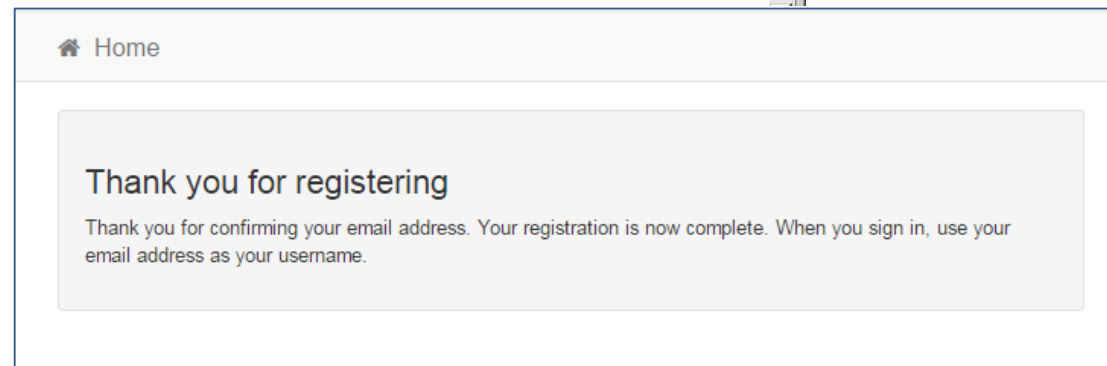 Home
Thank you for registering
Thank you for confirming your email address. Your registration is now complete. When you sign in, use your
email address as your username.